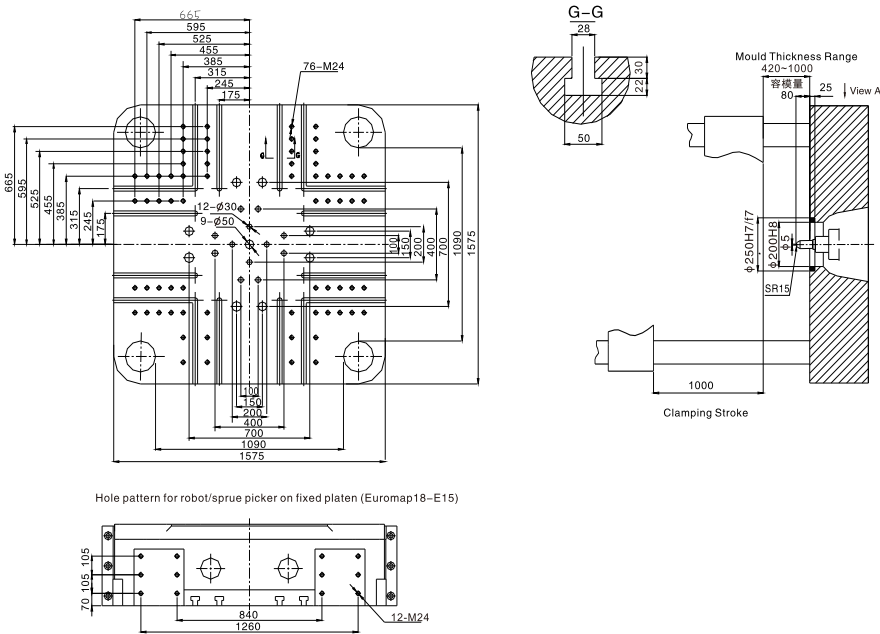 665
595
525
455
385
315
245
175
76-M24
G G
665
595
525
455
385
315
245
175
12-Ø30
9-Ø50
100
150
200
400
700
1090
1575
100
150
200
400
700
1090
1575
G-G
28
30
22
50
Mould Thickness Range
420~1000
容模量
80
25
View A
φ250H7/f7
φ200H8
φ5
SR15
1000
Clamping Stroke
Hole pattern for robot/sprue picker on fixed platen (Euromap18-E15)
105
105
70
840
1260
12-M24